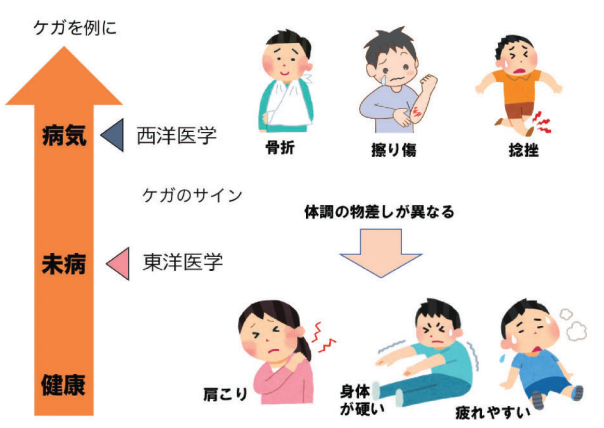 ケガを例に
病気
西洋医学
骨折
擦り傷
捻挫
ケガのサイン
体調の物差しが異なる
未病
東洋医学
健康
肩こり
身体
が硬い
疲れやすい